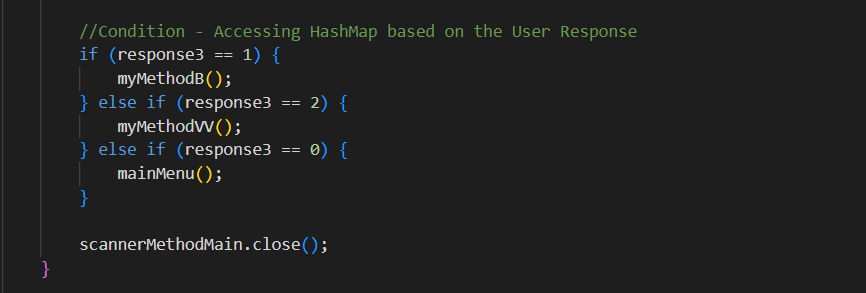 //Condition - Accessing HashMap based on the User Response
if (response3 == 1) {
myMethodB();
} else if (response3 == 2) {
myMethodVV();
} else if (response3 == 0) {
mainMenu();
}
scannerMethodMain.close();
}